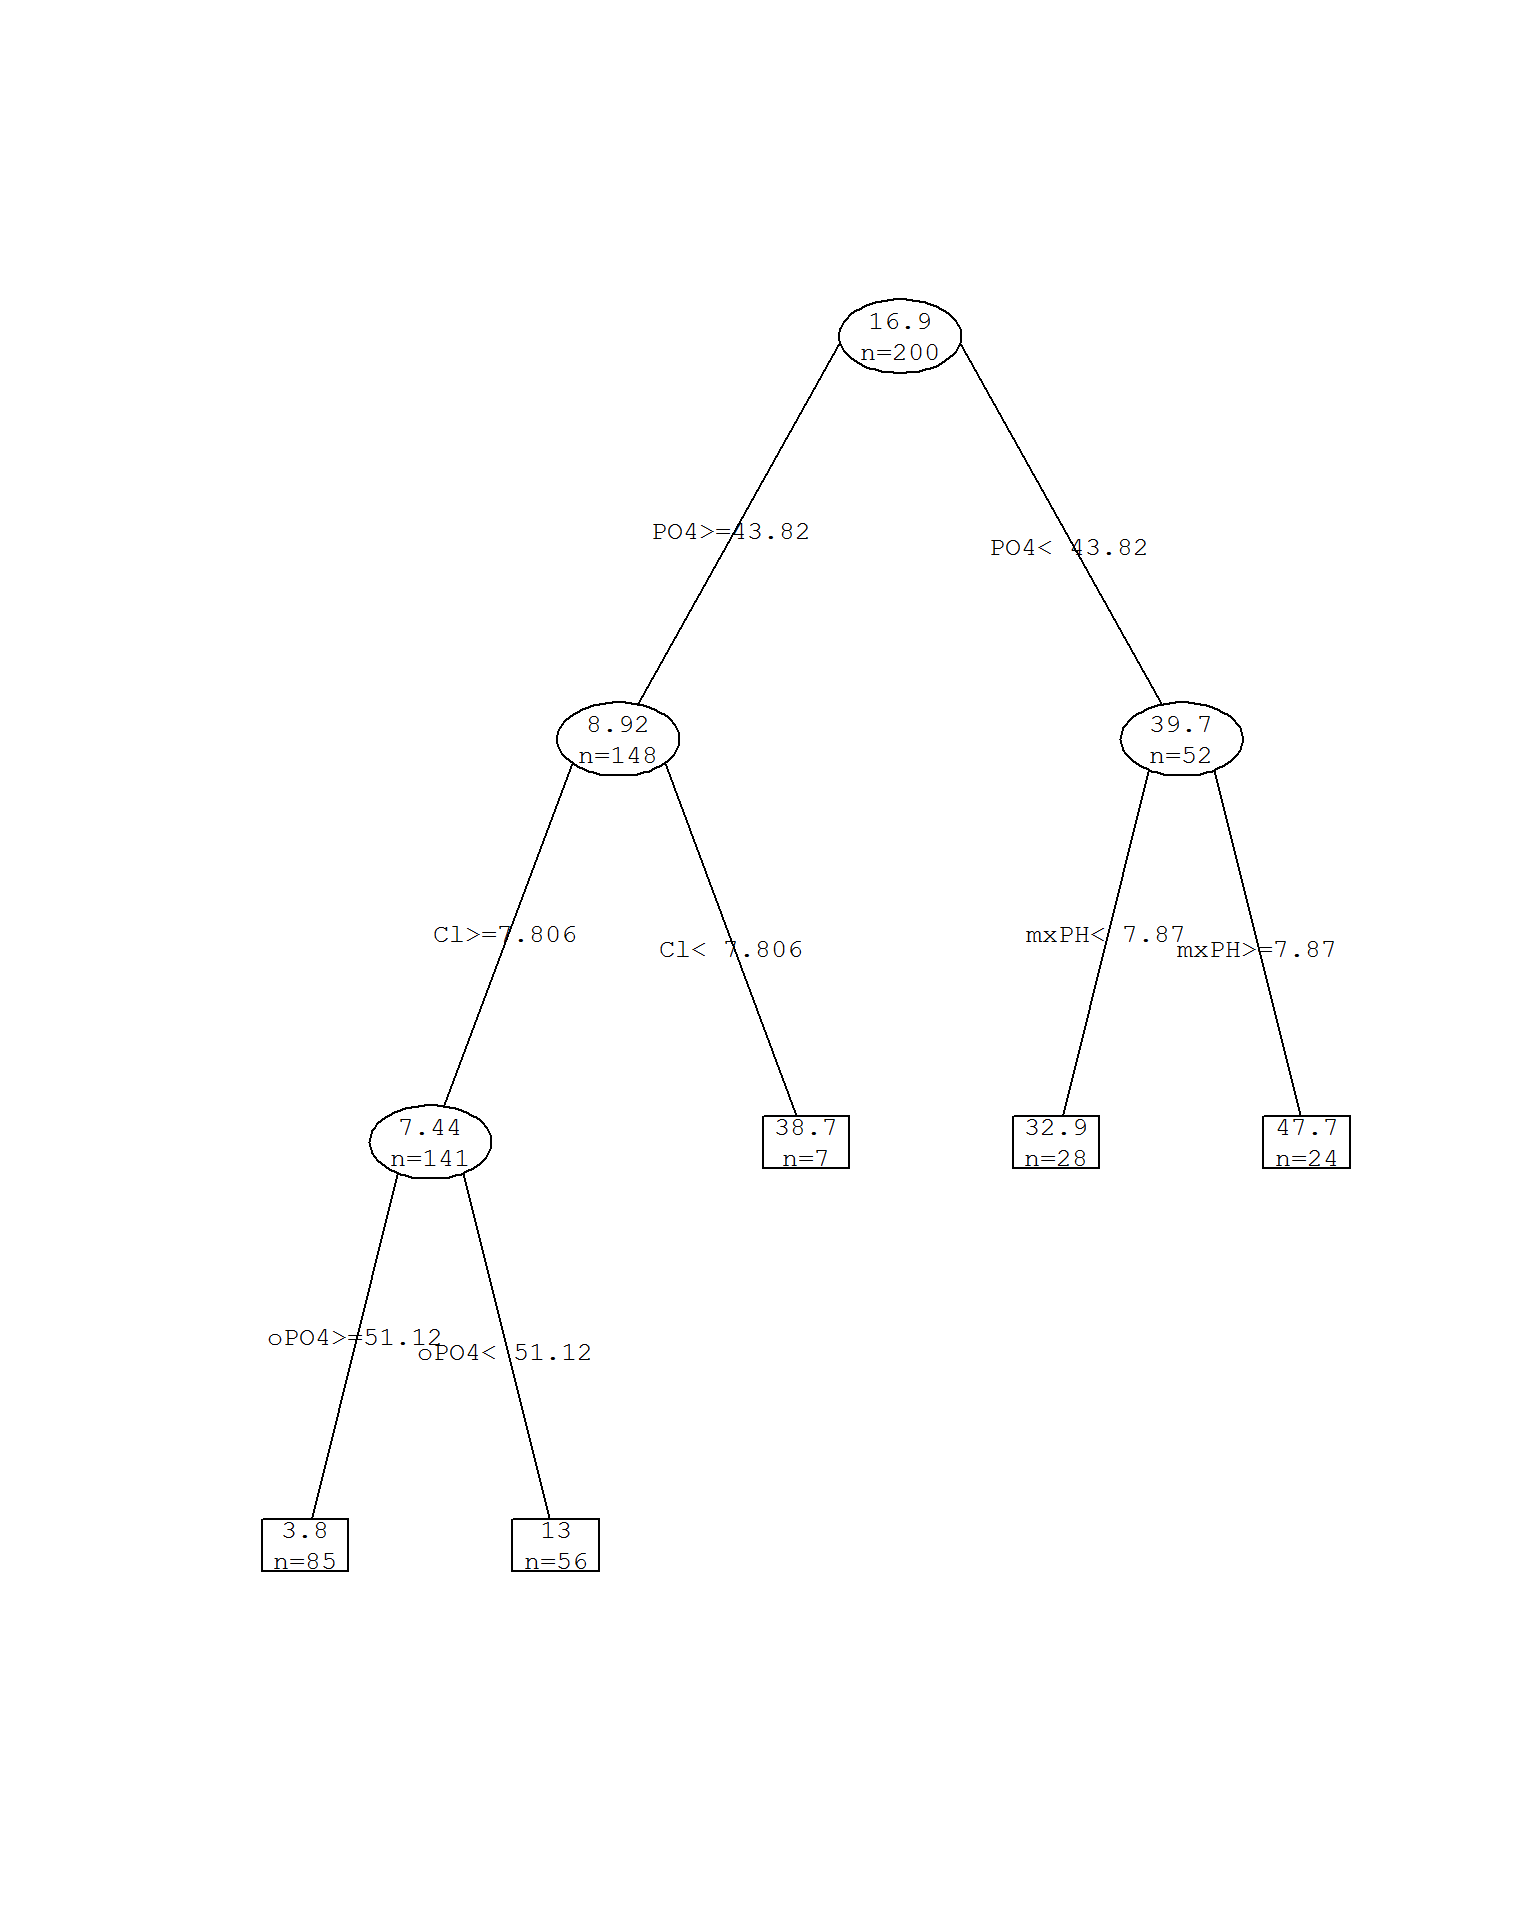 16.9
n=200
PO4>=43.82
PO4< 43.82
8.92
n=148
39.7
n=52
Cl>=7.806
Cl< 7.806
mxPH< 7.87
mxPH>=7.87
7.44
n=141
38.7
n=7
32.9
n=28
47.7
n=24
oPO4>=51.12
oPO4< 51.12
3.8
n=85
13
n=56